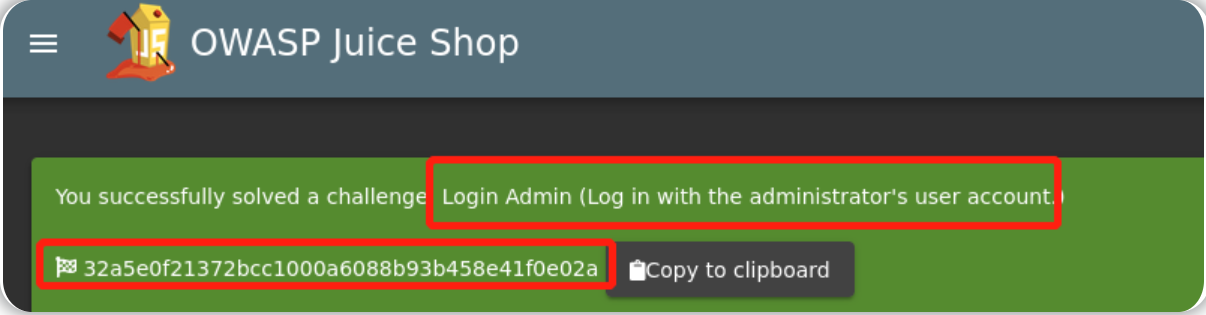 OWASP Juice Shop
You successfully solved a challenge Login Admin (Log in with the administrator's user account.)
32a5e0f21372bcc1000a6088b93b458e41f0e02a Copy to clipboard